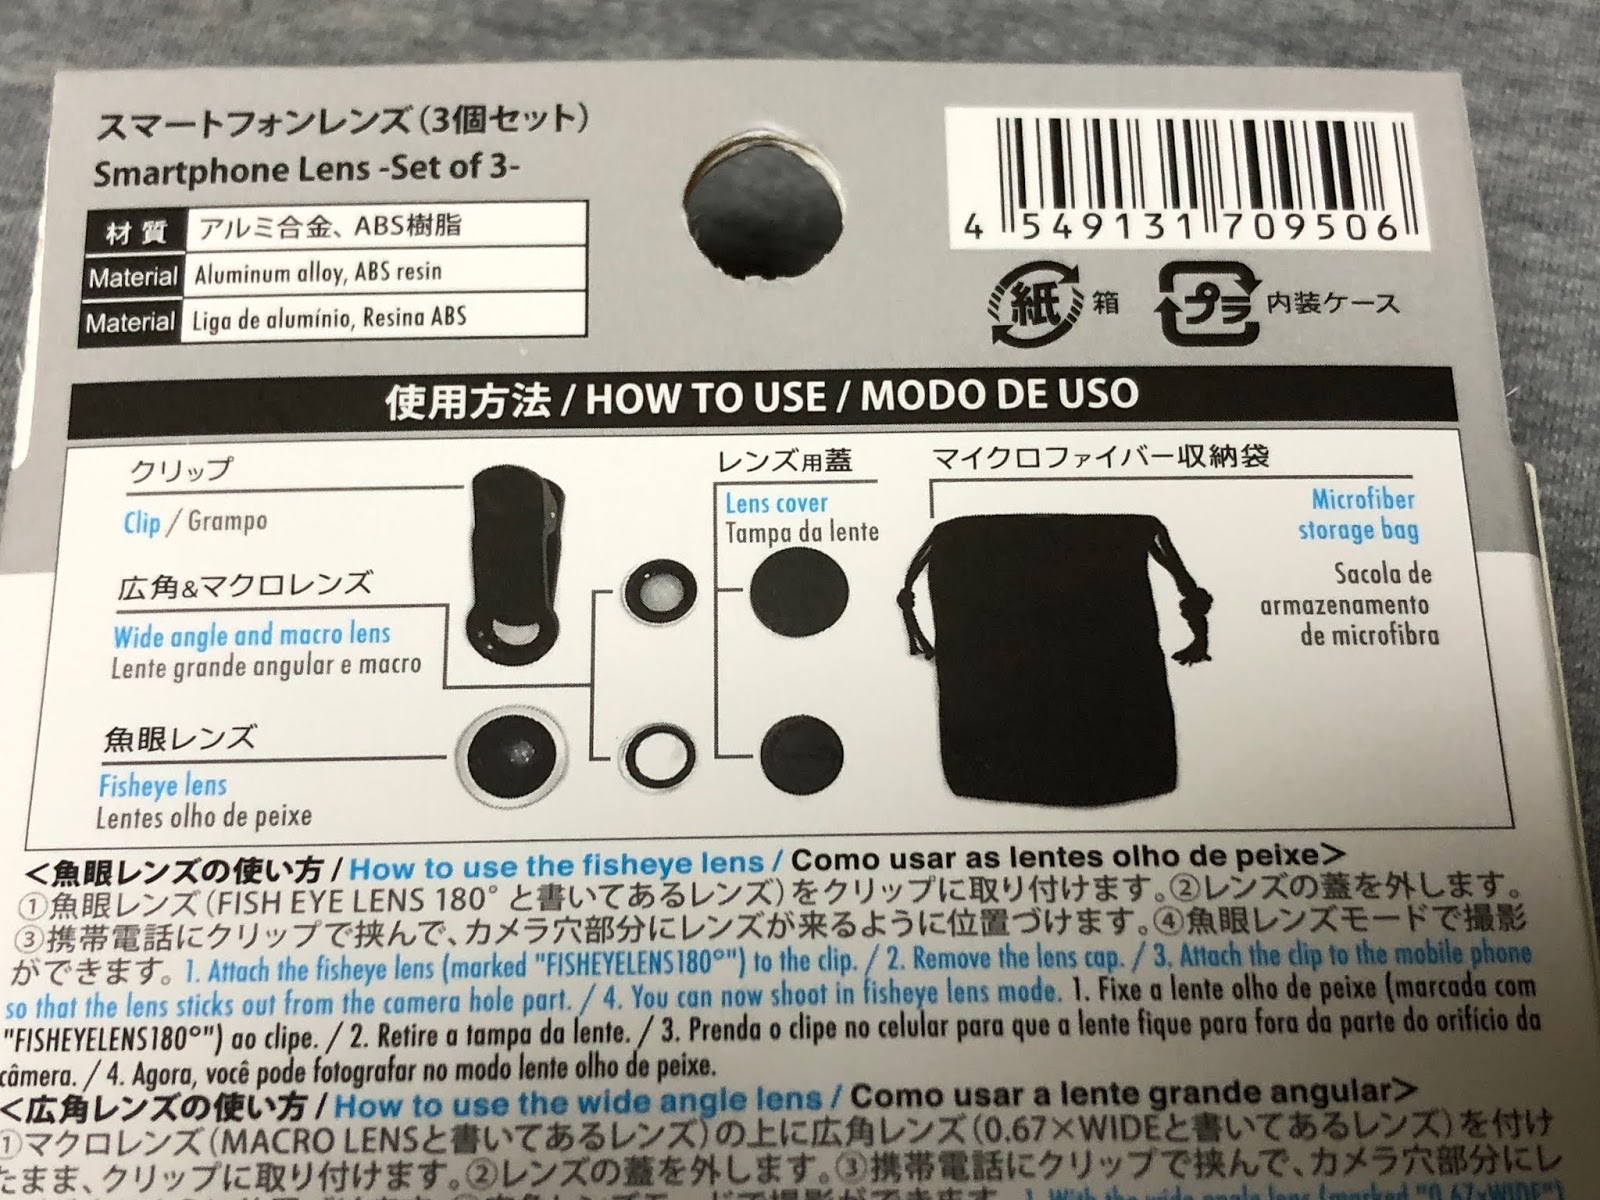 スマートフォンレンズ(3個セット)
Smartphone Lens -Set of 3-
材質 アルミ合金、ABS樹脂
Material Aluminum alloy, ABS resin
Material Liga de alumínio, Resina ABS
4 549131 709506
紙 箱 プラ 内装ケース
使用方法 / HOW TO USE / MODO DE USO
クリップ
Clip / Grampo
広角&マクロレンズ
Wide angle and macro lens
Lente grande angular e macro
魚眼レンズ
Fisheye lens
Lentes olho de peixe
レンズ用蓋
Lens cover
Tampa da lente
マイクロファイバー収納袋
Microfiber
storage bag
Sacola de
armazenamento
de microfibra
<魚眼レンズの使い方 / How to use the fisheye lens / Como usar as lentes olho de peixe>
①魚眼レンズ(FISH EYE LENS 180°と書いてあるレンズ)をクリップに取り付けます。②レンズの蓋を外します。
③携帯電話にクリップで挟んで、カメラ穴部分にレンズが来るように位置づけます。④魚眼レンズモードで撮影
ができます。1. Attach the fisheye lens (marked "FISHEYELENS180°") to the clip. / 2. Remove the lens cap. / 3. Attach the clip to the mobile phone
so that the lens sticks out from the camera hole part. / 4. You can now shoot in fisheye lens mode. 1. Fixe a lente olho de peixe (marcada com
"FISHEYELENS180°") ao clipe. / 2. Retire a tampa da lente. / 3. Prenda o clipe no celular para que a lente fique para fora da parte do orifício da
câmera. / 4. Agora, você pode fotografar no modo lente olho de peixe.
<広角レンズの使い方 / How to use the wide angle lens / Como usar a lente grande angular>
①マクロレンズ(MACRO LENSと書いてあるレンズ)の上に広角レンズ(0.67×WIDEと書いてあるレンズ)を付け
たまま、クリップに取り付けます。②レンズの蓋を外します。③携帯電話にクリップで挟んで、カメラ穴部分にレ